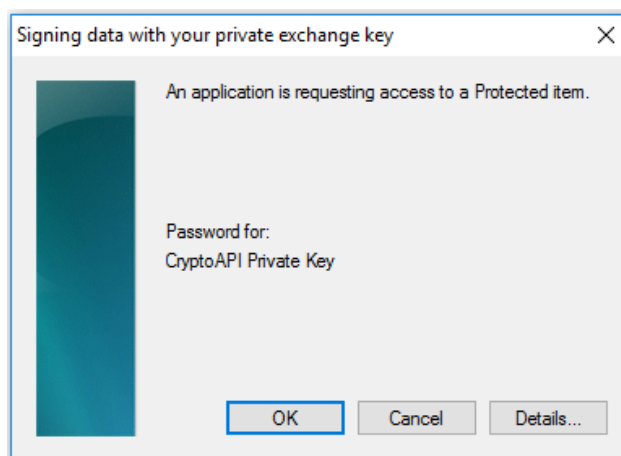 Signing data with your private exchange key
An application is requesting access to a Protected item.
Password for:
CryptoAPI Private Key
OK Cancel Details...